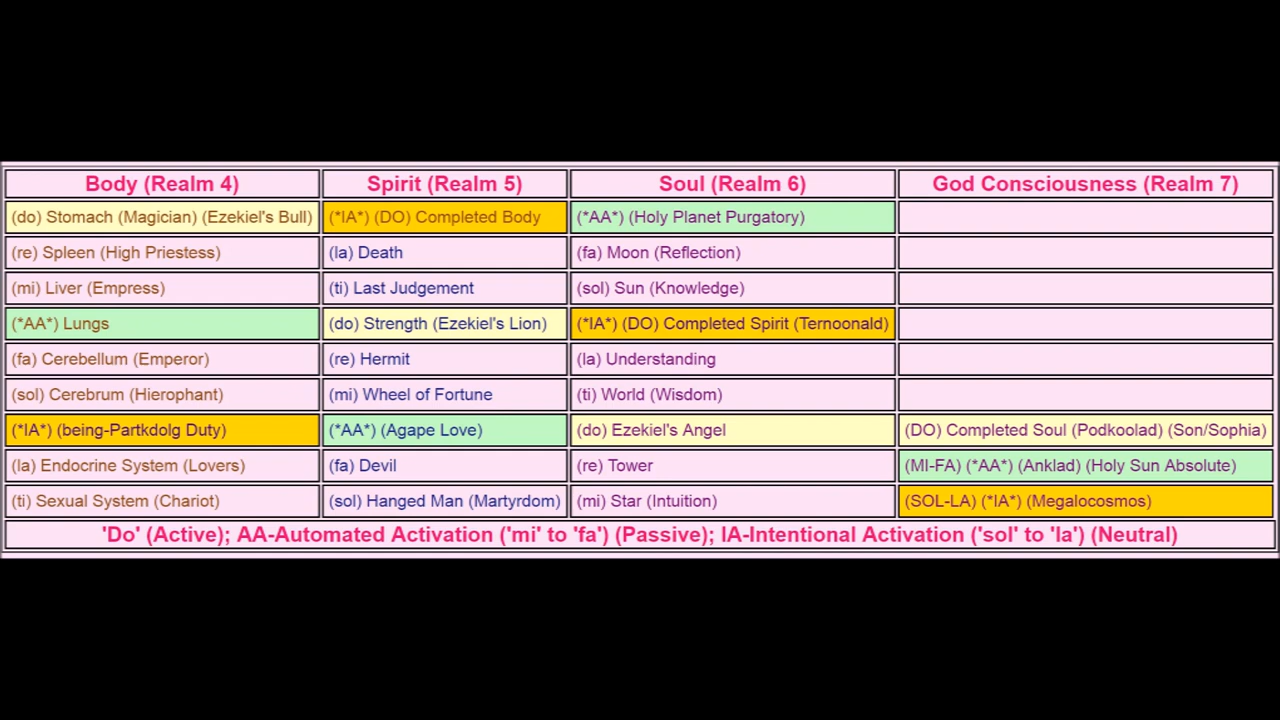 Body (Realm 4) Spirit (Realm 5) Soul (Realm 6) God Consciousness (Realm 7)
(do) Stomach (Magician) (Ezekiel's Bull) (*IA*) (DO) Completed Body (*AA*) (Holy Planet Purgatory)
(re) Spleen (High Priestess) (la) Death (fa) Moon (Reflection)
(mi) Liver (Empress) (ti) Last Judgement (sol) Sun (Knowledge)
(*AA*) Lungs (do) Strength (Ezekiel's Lion) (*IA*) (DO) Completed Spirit (Ternoonald)
(fa) Cerebellum (Emperor) (re) Hermit (la) Understanding
(sol) Cerebrum (Hierophant) (mi) Wheel of Fortune (ti) World (Wisdom)
(*IA*) (being-Partkdolg Duty) (*AA*) (Agape Love) (do) Ezekiel's Angel (DO) Completed Soul (Podkoolad) (Son/Sophia)
(la) Endocrine System (Lovers) (fa) Devil (re) Tower (MI-FA) (*AA*) (Anklad) (Holy Sun Absolute)
(ti) Sexual System (Chariot) (sol) Hanged Man (Martyrdom) (mi) Star (Intuition) (SOL-LA) (*IA*) (Megalocosmos)
'Do' (Active); AA-Automated Activation ('mi' to 'fa') (Passive); IA-Intentional Activation ('sol' to 'la') (Neutral)